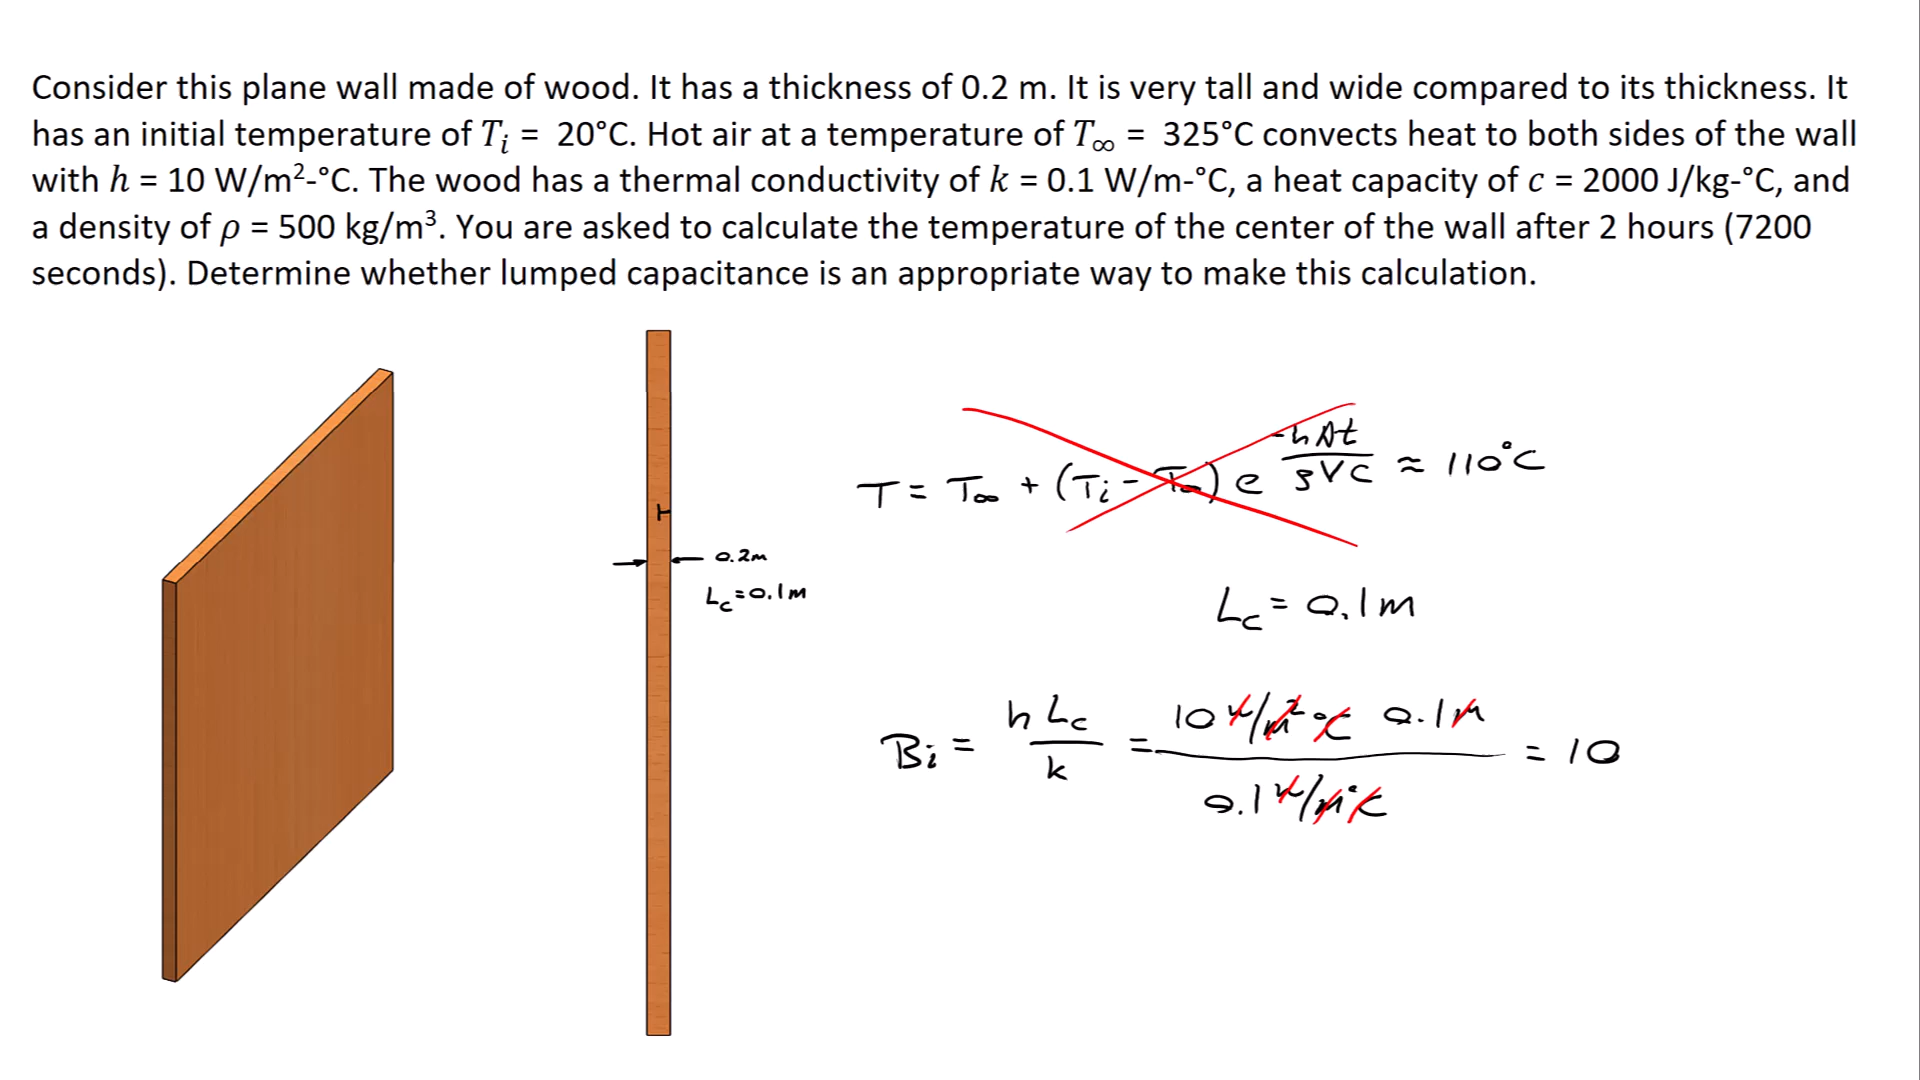 Consider this plane wall made of wood. It has a thickness of 0.2 m. It is very tall and wide compared to its thickness. It
has an initial temperature of Tᵢ = 20°C. Hot air at a temperature of T∞ = 325°C convects heat to both sides of the wall
with h = 10 W/m²-°C. The wood has a thermal conductivity of k = 0.1 W/m-°C, a heat capacity of c = 2000 J/kg-°C, and
a density of ρ = 500 kg/m³. You are asked to calculate the temperature of the center of the wall after 2 hours (7200
seconds). Determine whether lumped capacitance is an appropriate way to make this calculation.
T = T∞ + (Tᵢ - T∞) e^(-hAt/ρVc) ≈ 110°C
0.2m
L_c = 0.1m
L_c = 0.1m
Bi = hL_c/k = (10 W/m²°C 0.1m)/(0.1 W/m°C) = 10